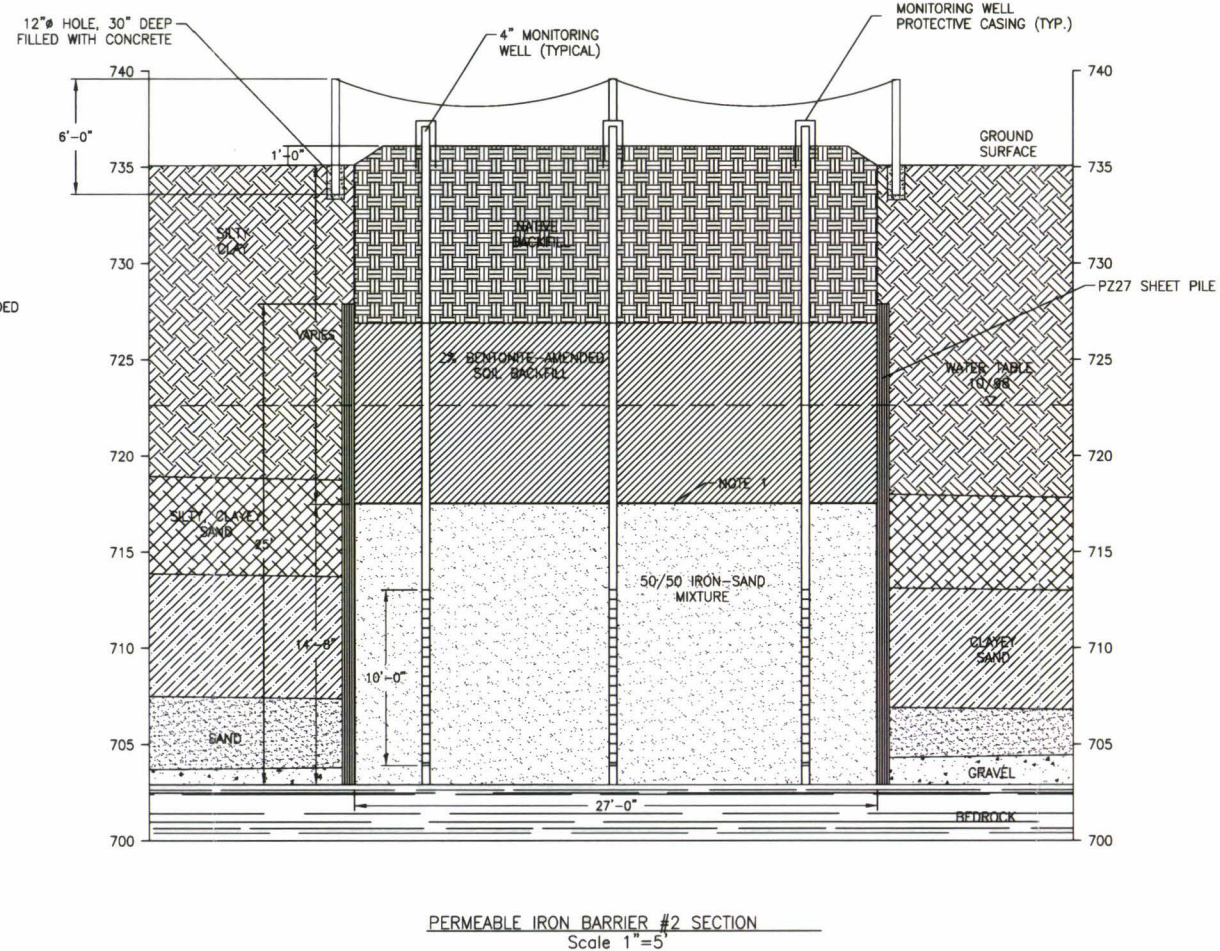 12"ø HOLE, 30" DEEP
FILLED WITH CONCRETE
4" MONITORING
WELL (TYPICAL)
MONITORING WELL
PROTECTIVE CASING (TYP.)
740
740
6'-0"
1'-0"
GROUND
SURFACE
735
735
SILTY
CLAY
NATIVE
BACKFILL
730
730
PZ27 SHEET PILE
DED
VARIES
725
725
2% BENTONITE-AMENDED
SOIL BACKFILL
WATER TABLE
10/98
720
720
NOTE 1
SILTY, CLAYEY
SAND
25'
715
715
50/50 IRON-SAND
MIXTURE
14'-8"
710
710
CLAYEY
SAND
10'-0"
SAND
705
705
GRAVEL
27'-0"
BEDROCK
700
700
PERMEABLE IRON BARRIER #2 SECTION
Scale 1"=5'